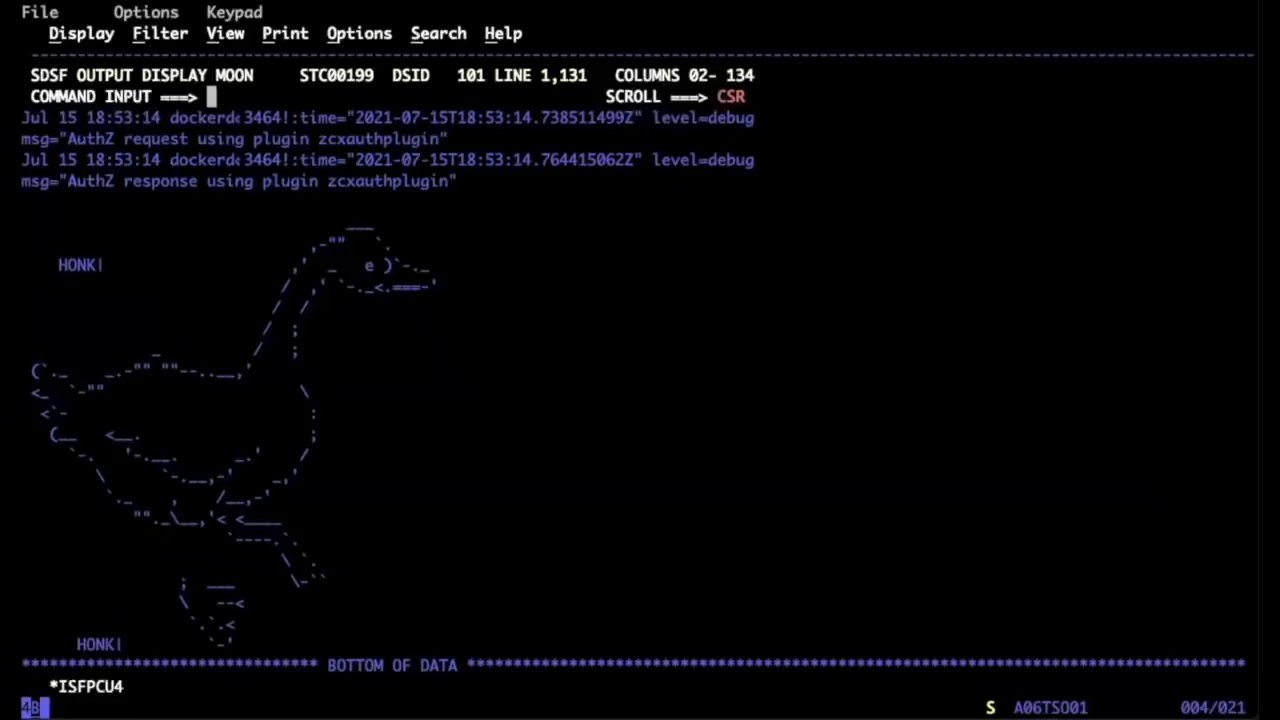 File Options Keypad
Display Filter View Print Options Search Help
SDSF OUTPUT DISPLAY MOON STC00199 DSID 101 LINE 1,131 COLUMNS 02- 134
COMMAND INPUT ===> SCROLL ===> CSR
Jul 15 18:53:14 dockerd‹3464!:time="2021-07-15T18:53:14.738511499Z" level=debug
msg="AuthZ request using plugin zcxauthplugin"
Jul 15 18:53:14 dockerd‹3464!:time="2021-07-15T18:53:14.764415062Z" level=debug
msg="AuthZ response using plugin zcxauthplugin"
HONK|
HONK|
******************************** BOTTOM OF DATA ************************************************************************************
*ISFPCU4
4B S A06TSO01 004/021